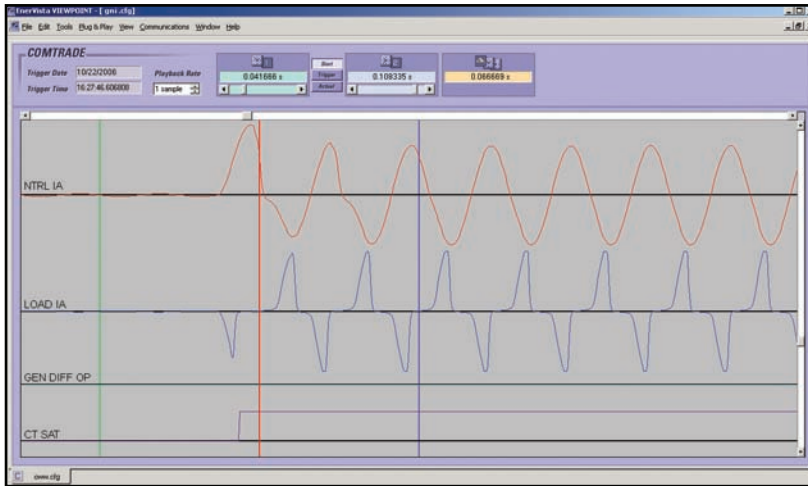 EnerVista VIEWPOINT - [ gni.cfg]
File Edit Tools Plug & Play View Communications Window Help
COMTRADE
Trigger Date 10/22/2006
Playback Rate
Trigger Time 16:27:46.606808
1 sample
0.041666 s
Start
Trigger
Actual
0.108335 s
0.066669 s
NTRL IA
LOAD IA
GEN DIFF OP
CT SAT